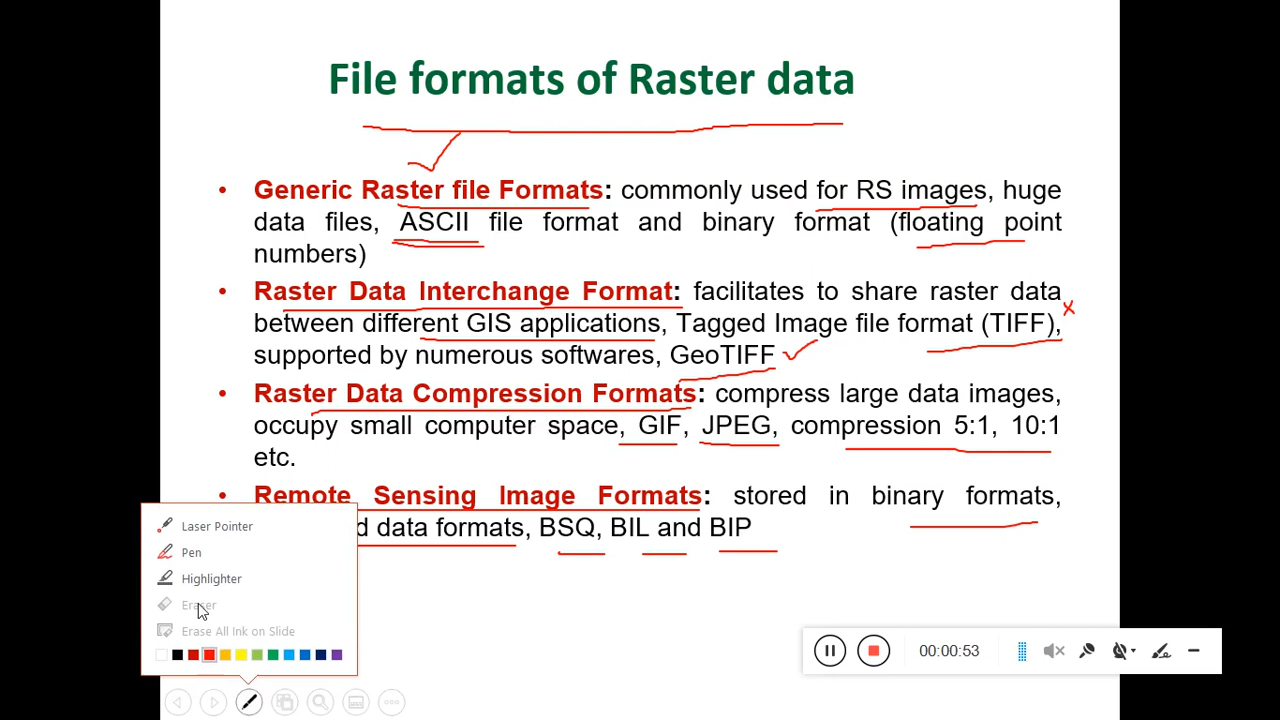 File formats of Raster data
• Generic Raster file Formats: commonly used for RS images, huge
data files, ASCII file format and binary format (floating point
numbers)
• Raster Data Interchange Format: facilitates to share raster data
between different GIS applications, Tagged Image file format (TIFF),
supported by numerous softwares, GeoTIFF
• Raster Data Compression Formats: compress large data images,
occupy small computer space, GIF, JPEG, compression 5:1, 10:1
etc.
• Remote Sensing Image Formats: stored in binary formats,
d data formats, BSQ, BIL and BIP
Laser Pointer
Pen
Highlighter
Eraser
Erase All Ink on Slide
00:00:53